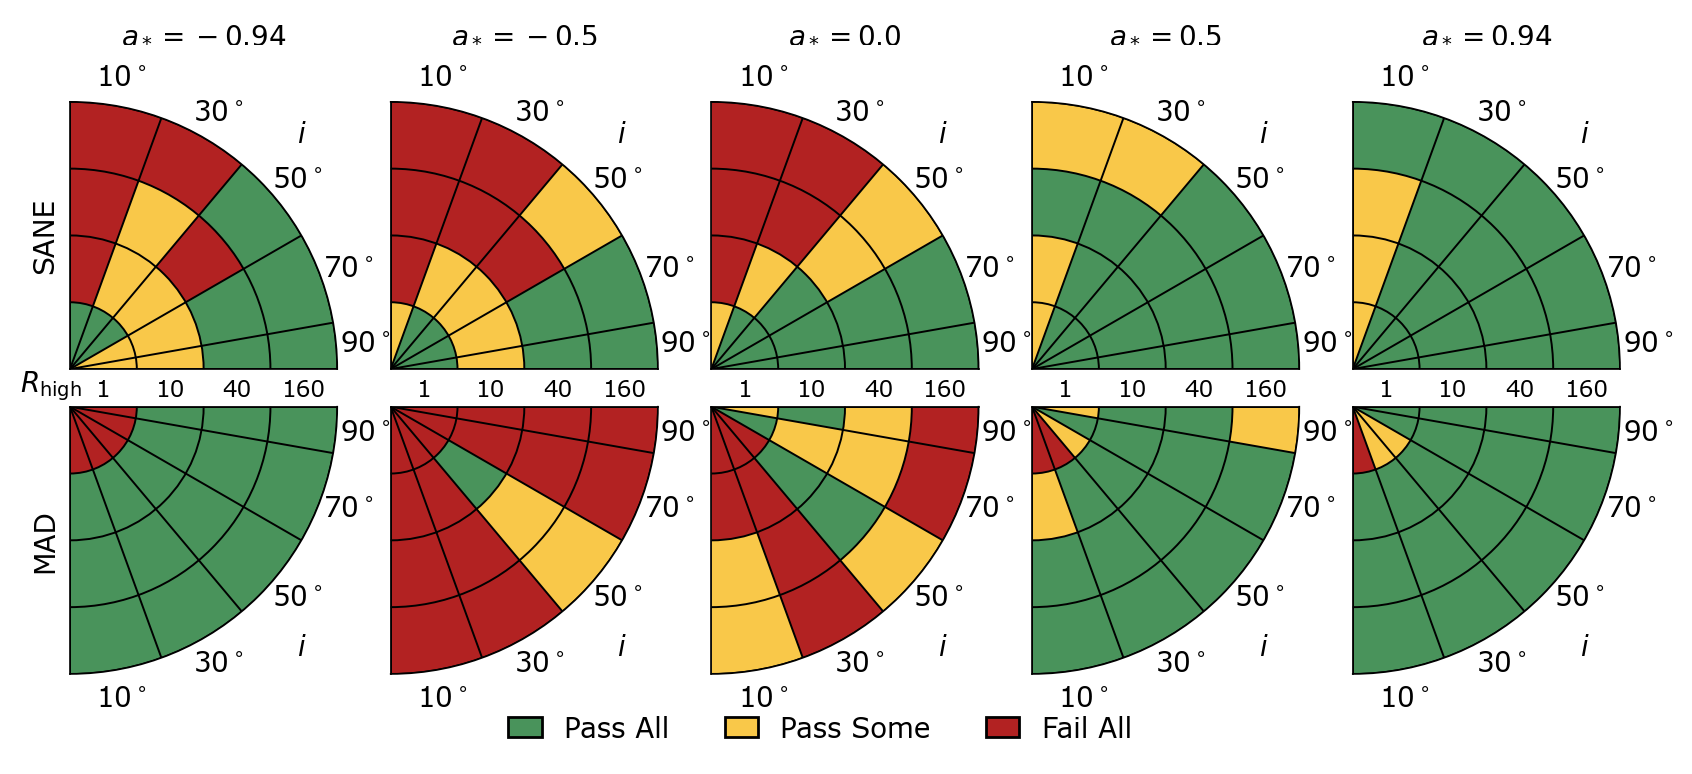 a* = −0.94 a* = −0.5 a* = 0.0 a* = 0.5 a* = 0.94
10° 10° 10° 10° 10°
30° 30° 30° 30° 30°
i i i i i
50° 50° 50° 50° 50°
SANE
70° 70° 70° 70° 70°
90° 90° 90° 90° 90°
Rhigh 1 10 40 160 1 10 40 160 1 10 40 160 1 10 40 160 1 10 40 160
90° 90° 90° 90° 90°
70° 70° 70° 70° 70°
MAD
50° 50° 50° 50° 50°
i i i i i
30° 30° 30° 30° 30°
10° 10° 10° 10° 10°
Pass All Pass Some Fail All